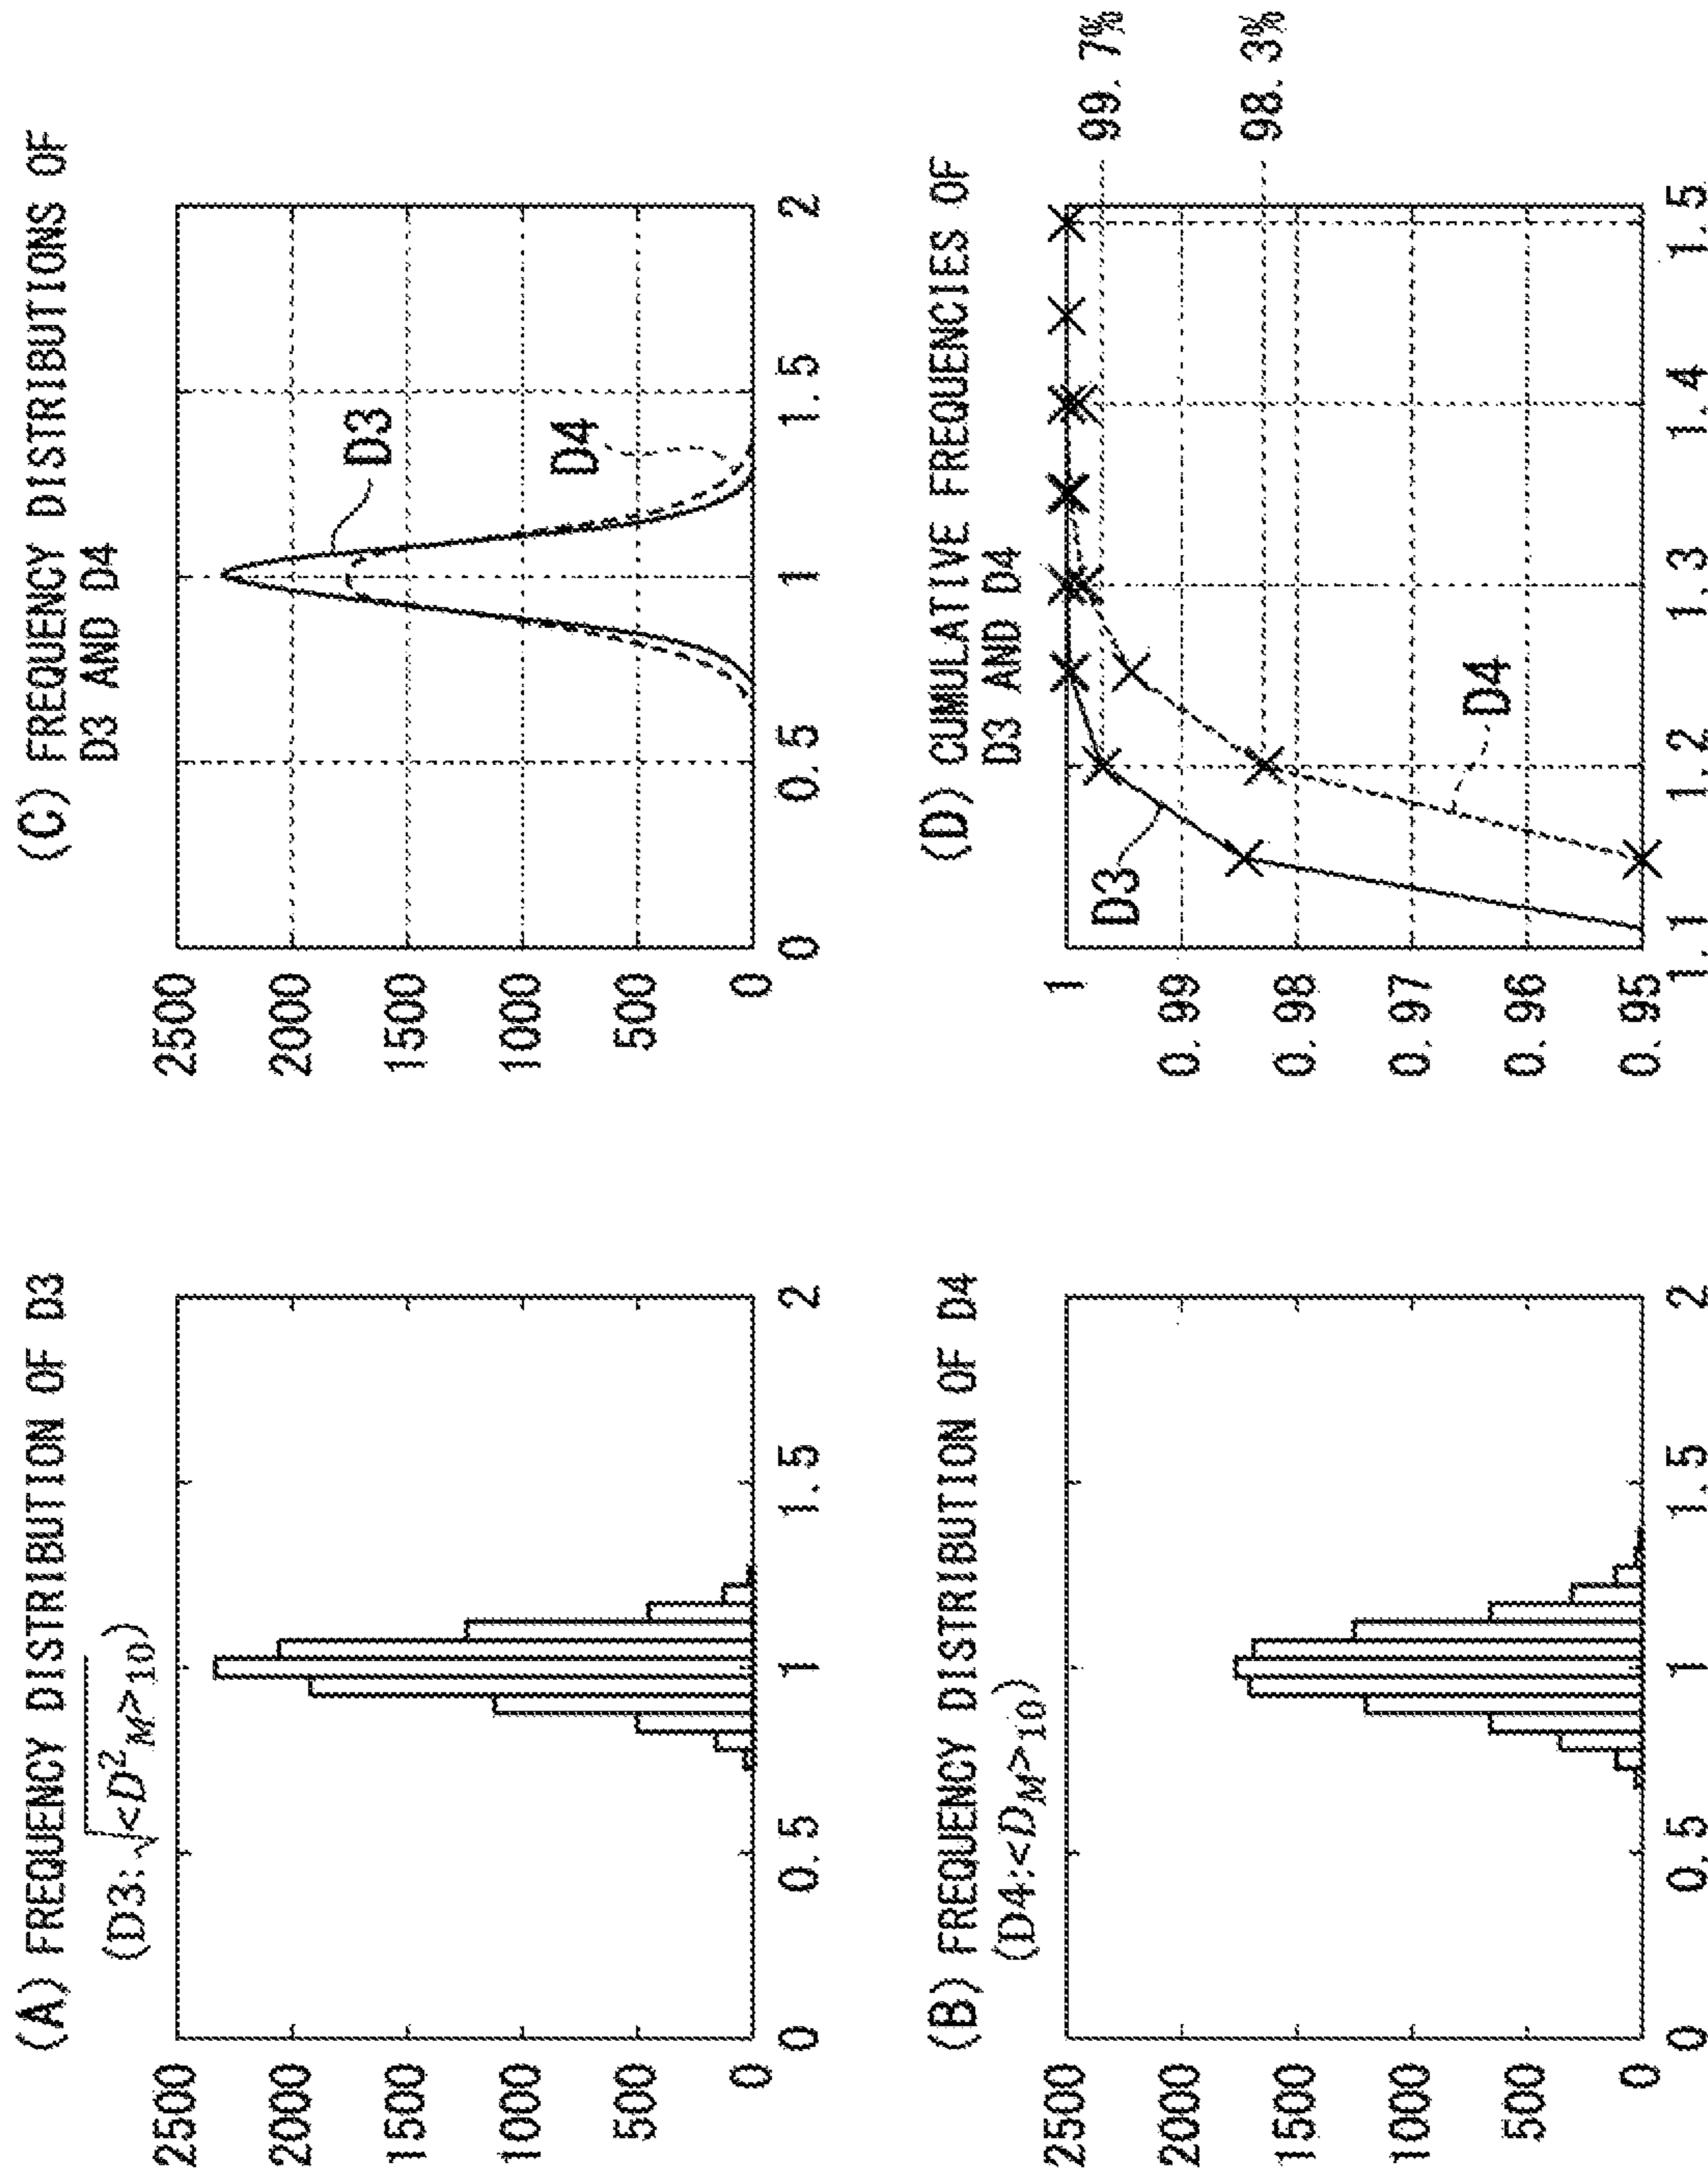 (A) FREQUENCY DISTRIBUTION OF D3
(D3:√<D²M>10)
2500
2000
1500
1000
500
0
0 0.5 1 1.5 2
(B) FREQUENCY DISTRIBUTION OF D4
(D4:<DM>10)
2500
2000
1500
1000
500
0
0 0.5 1 1.5 2
(C) FREQUENCY DISTRIBUTIONS OF
D3 AND D4
2500
2000
1500
1000
500
0
D3
D4
0 0.5 1 1.5 2
(D) CUMULATIVE FREQUENCIES OF
D3 AND D4
1
0.99
0.98
0.97
0.96
0.95
D3
D4
99.7%
98.3%
1.1 1.2 1.3 1.4 1.5